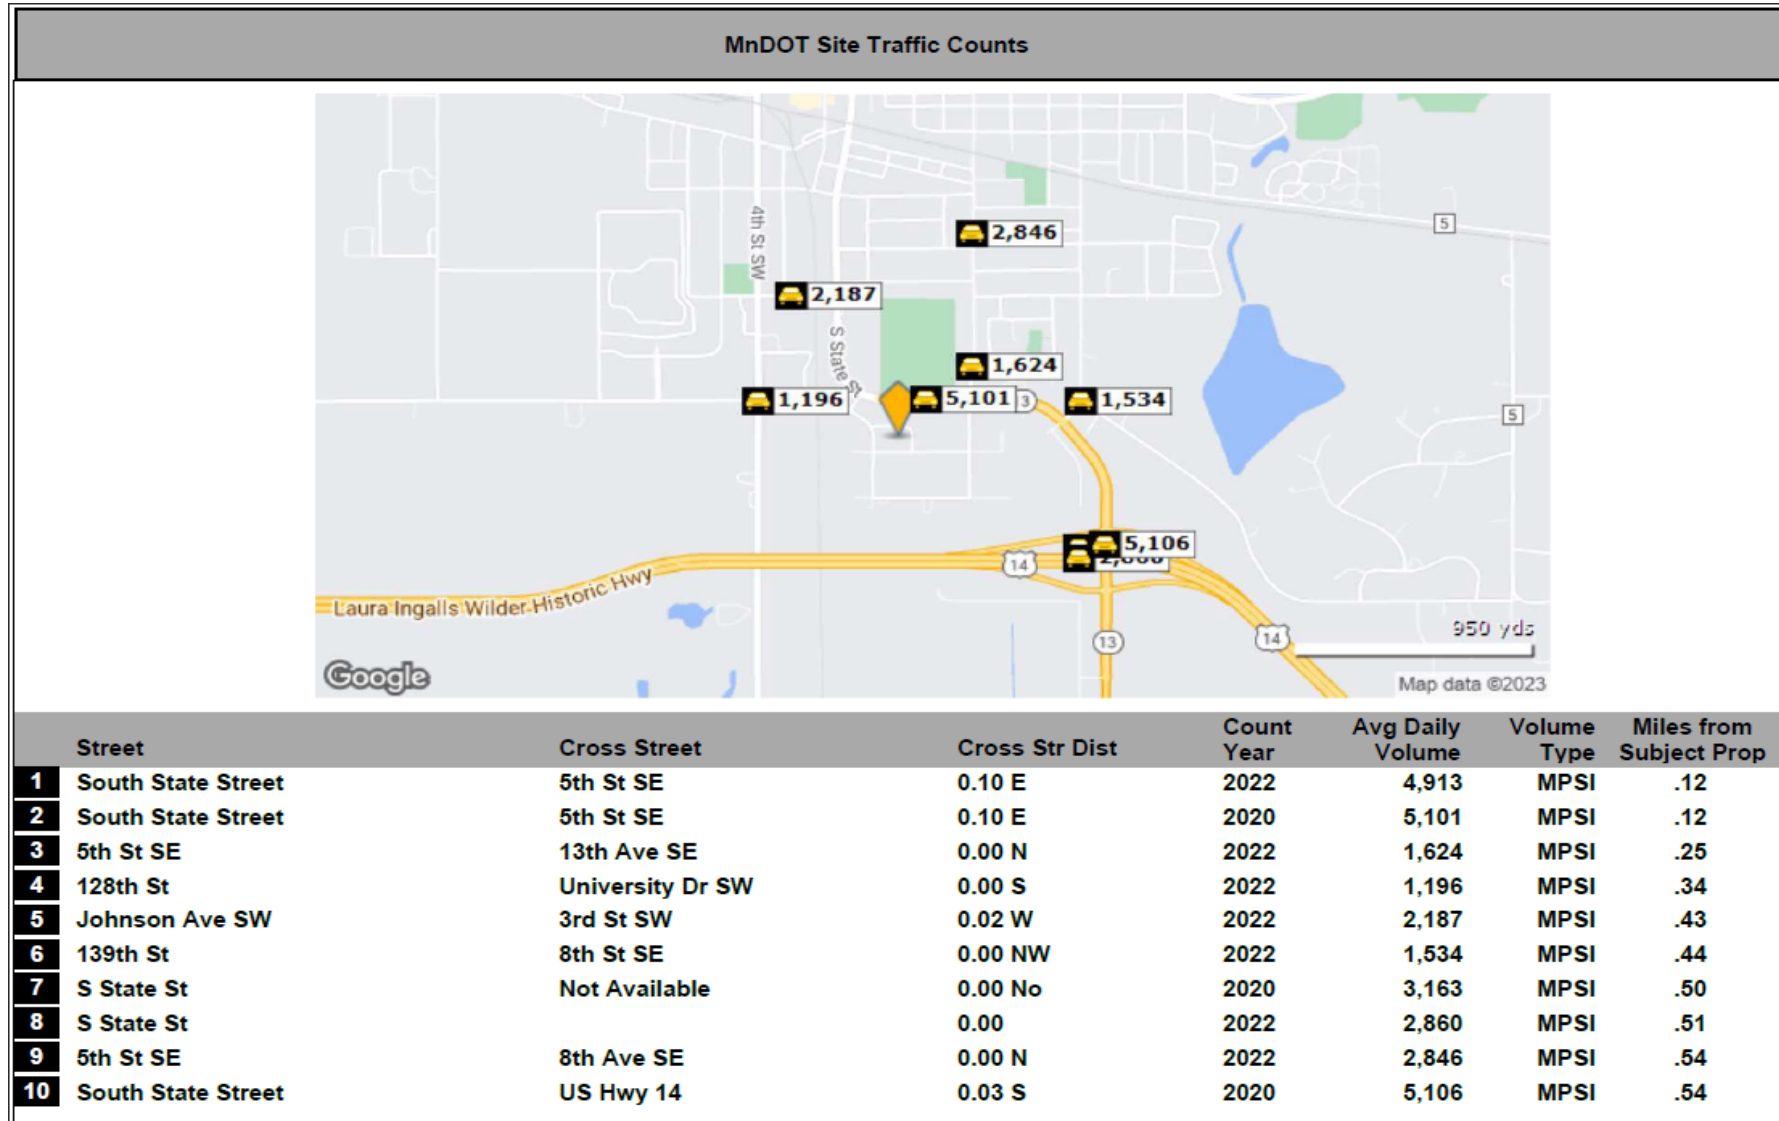 MnDOT Site Traffic Counts
2,846
5
4th St SW
2,187
S State St
1,624
1,196
5,101
3
1,534
5
5,106
14
2,860
Laura Ingalls Wilder Historic Hwy
950 yds
13
14
Google
Map data ©2023
Street Cross Street Cross Str Dist Count Year Avg Daily Volume Volume Type Miles from Subject Prop
1 South State Street 5th St SE 0.10 E 2022 4,913 MPSI .12
2 South State Street 5th St SE 0.10 E 2020 5,101 MPSI .12
3 5th St SE 13th Ave SE 0.00 N 2022 1,624 MPSI .25
4 128th St University Dr SW 0.00 S 2022 1,196 MPSI .34
5 Johnson Ave SW 3rd St SW 0.02 W 2022 2,187 MPSI .43
6 139th St 8th St SE 0.00 NW 2022 1,534 MPSI .44
7 S State St Not Available 0.00 No 2020 3,163 MPSI .50
8 S State St 0.00 2022 2,860 MPSI .51
9 5th St SE 8th Ave SE 0.00 N 2022 2,846 MPSI .54
10 South State Street US Hwy 14 0.03 S 2020 5,106 MPSI .54